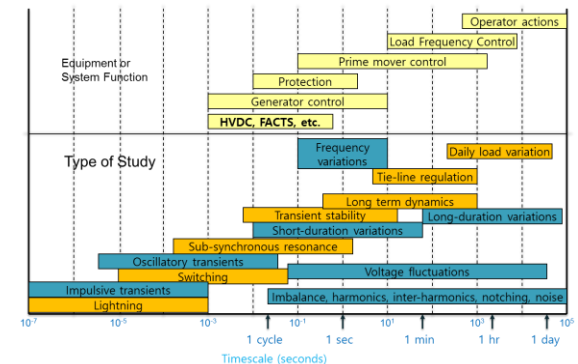 Operator actions
Load Frequency Control
Equipment or
System Function
Prime mover control
Protection
Generator control
HVDC, FACTS, etc.
Type of Study
Frequency
variations
Daily load variation
Tie-line regulation
Long term dynamics
Transient stability
Long-duration variations
Short-duration variations
Sub-synchronous resonance
Oscillatory transients
Switching
Voltage fluctuations
Impulsive transients
Imbalance, harmonics, inter-harmonics, notching, noise
Lightning
10⁻⁷ 10⁻⁵ 10⁻³ 10⁻¹ 10¹ 10³ 10⁵
1 cycle 1 sec 1 min 1 hr 1 day
Timescale (seconds)